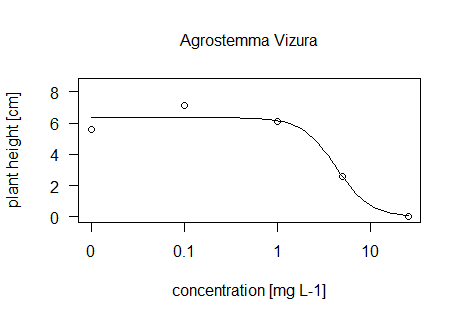 Agrostemma Vizura
plant height [cm]
8
6
4
2
0
0 0.1 1 10
concentration [mg L-1]